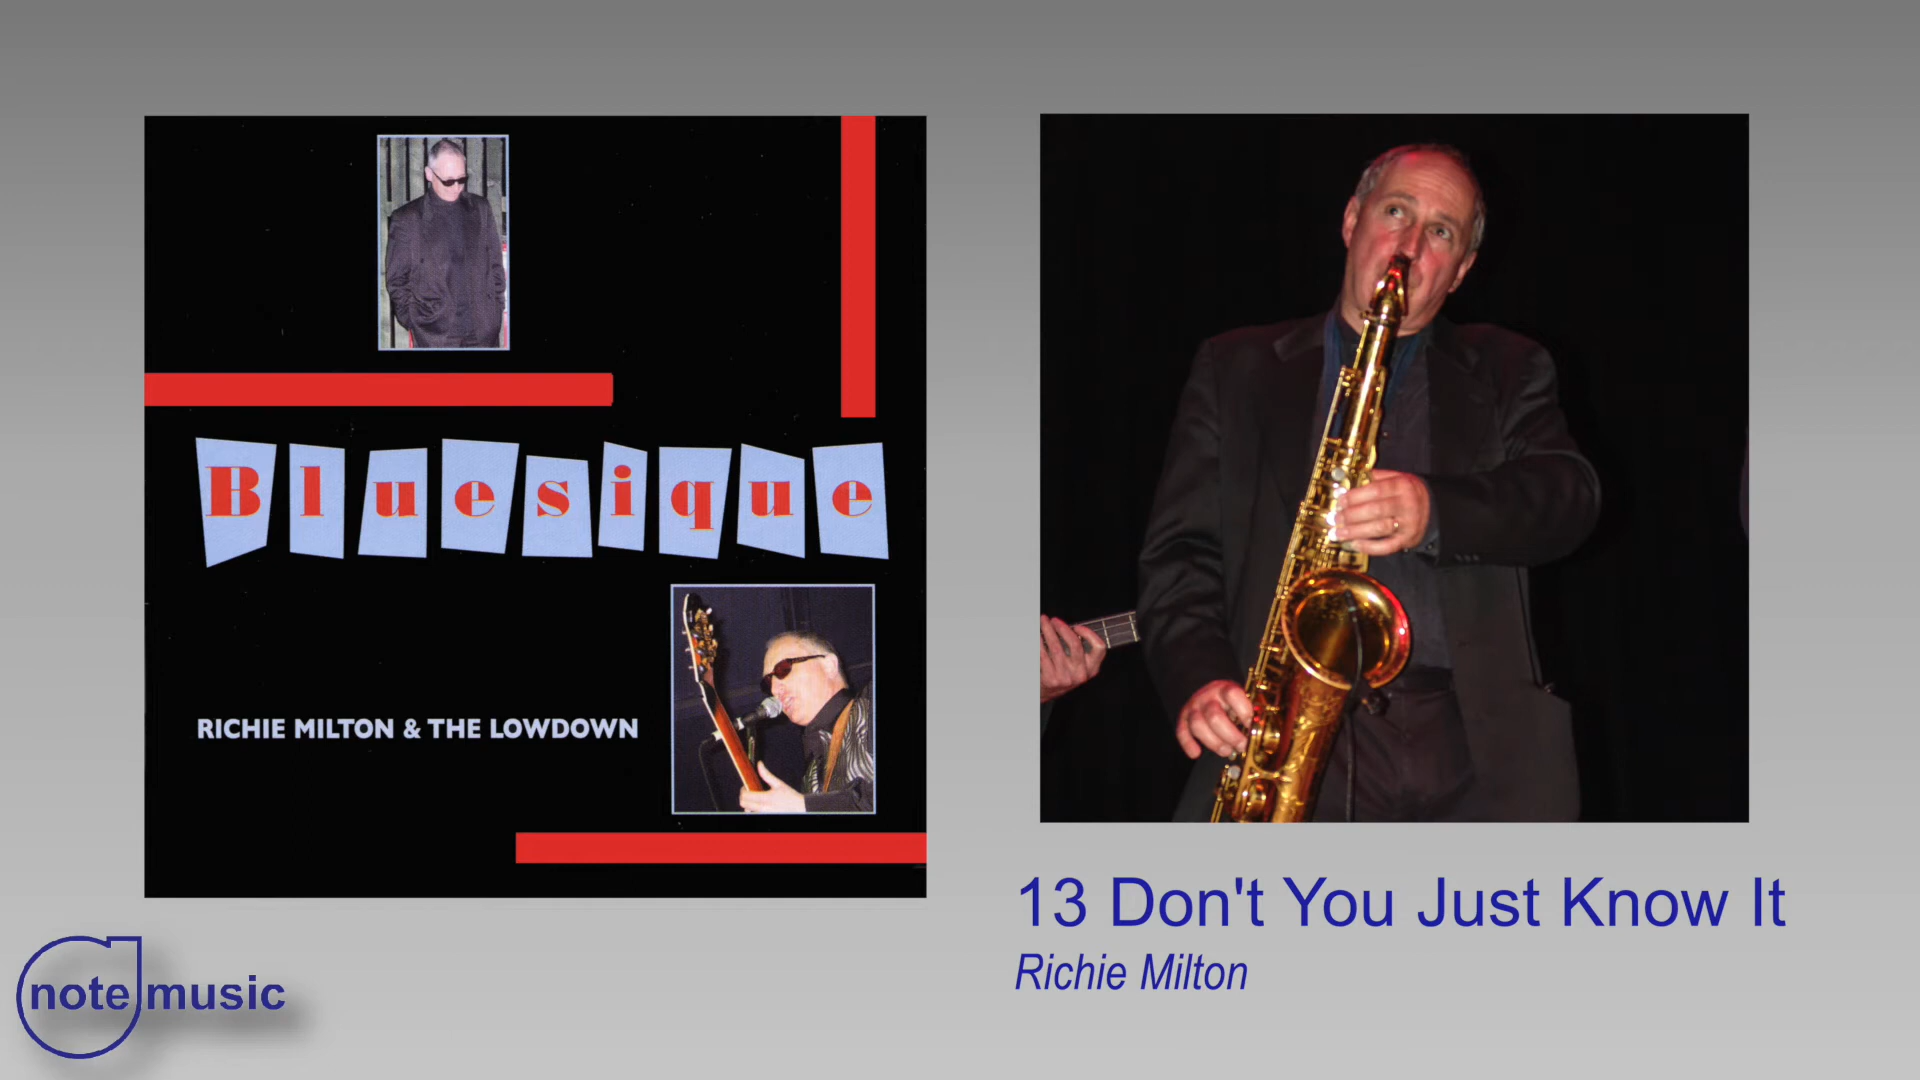 Bluesique
RICHIE MILTON & THE LOWDOWN
13 Don't You Just Know It
Richie Milton
note music